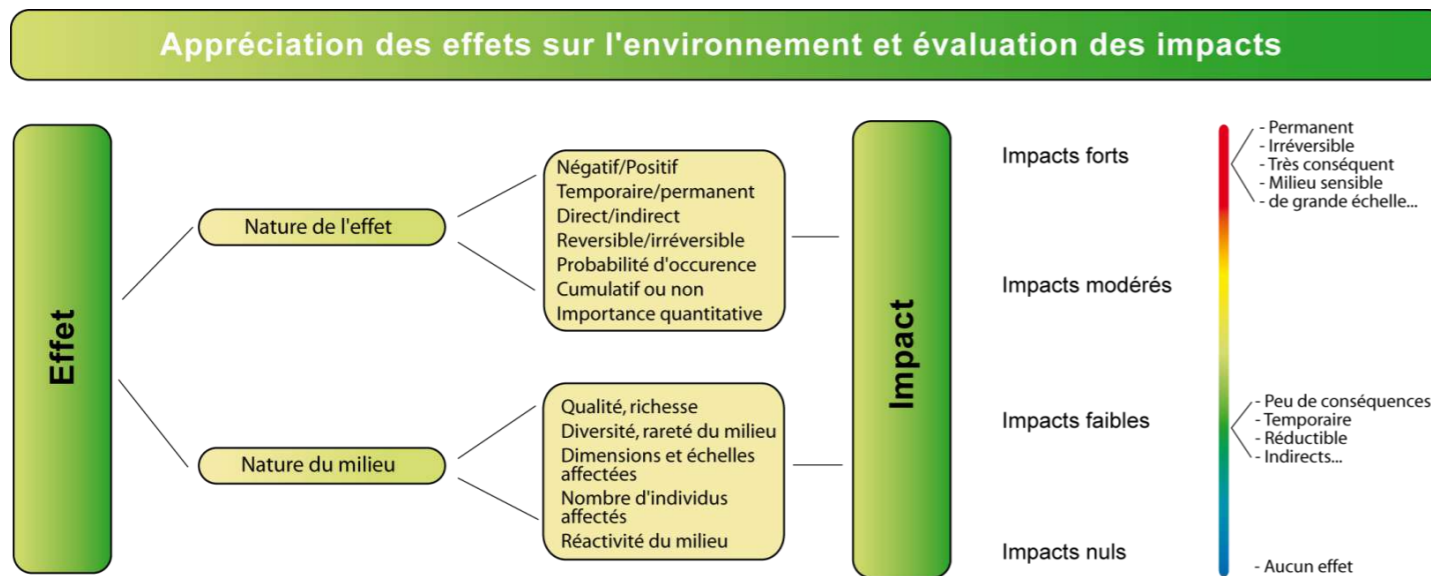 Appréciation des effets sur l'environnement et évaluation des impacts
Effet
Nature de l'effet
Négatif/Positif
Temporaire/permanent
Direct/indirect
Reversible/irréversible
Probabilité d'occurence
Cumulatif ou non
Importance quantitative
Nature du milieu
Qualité, richesse
Diversité, rareté du milieu
Dimensions et échelles
affectées
Nombre d'individus
affectés
Réactivité du milieu
Impact
Impacts forts
- Permanent
- Irréversible
- Très conséquent
- Milieu sensible
- de grande échelle...
Impacts modérés
Impacts faibles
- Peu de conséquences
- Temporaire
- Réductible
- Indirects...
Impacts nuls
- Aucun effet